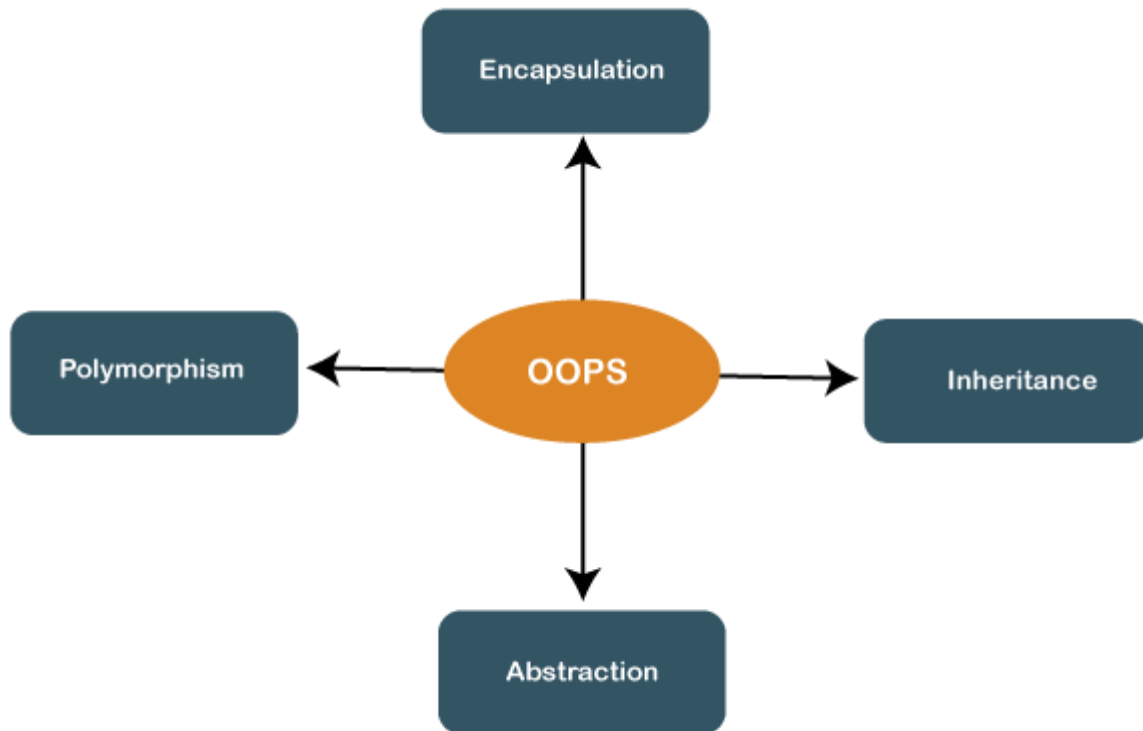 Encapsulation
Polymorphism
OOPS
Inheritance
Abstraction